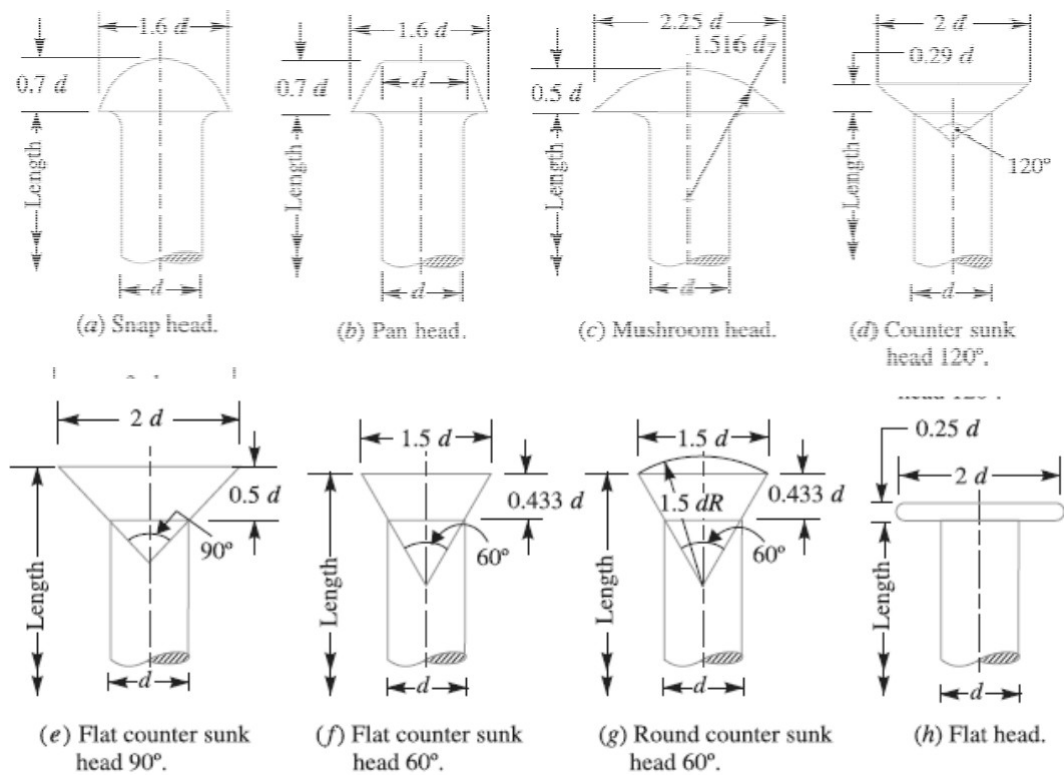 1.6 d
0.7 d
Length
d
(a) Snap head.
1.6 d
d
0.7 d
Length
d
(b) Pan head.
2.25 d
1.516 d
0.5 d
Length
d
(c) Mushroom head.
2 d
0.29 d
Length
120°
d
(d) Counter sunk
head 120°.
2 d
0.5 d
90°
Length
d
(e) Flat counter sunk
head 90°.
1.5 d
0.433 d
60°
Length
d
(f) Flat counter sunk
head 60°.
1.5 d
1.5 dR
0.433 d
60°
Length
d
(g) Round counter sunk
head 60°.
0.25 d
2 d
Length
d
(h) Flat head.